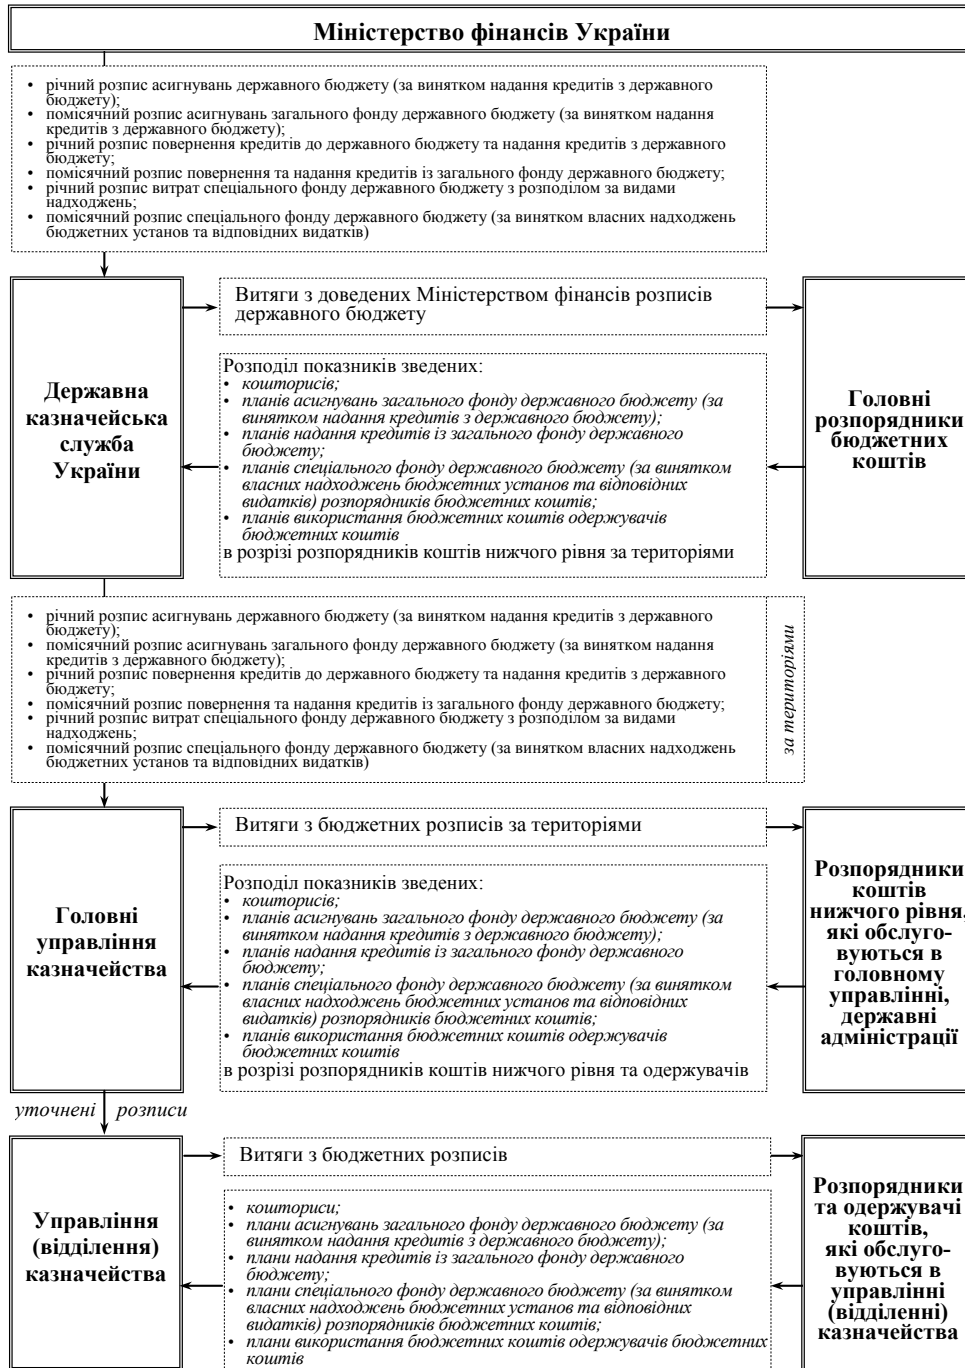 Міністерство фінансів України
• річний розпис асигнувань державного бюджету (за винятком надання кредитів з державного
бюджету);
• помісячний розпис асигнувань загального фонду державного бюджету (за винятком надання
кредитів з державного бюджету);
• річний розпис повернення кредитів до державного бюджету та надання кредитів з державного
бюджету;
• помісячний розпис повернення та надання кредитів із загального фонду державного бюджету;
• річний розпис витрат спеціального фонду державного бюджету з розподілом за видами
надходжень;
• помісячний розпис спеціального фонду державного бюджету (за винятком власних надходжень
бюджетних установ та відповідних видатків)
Державна
казначейська
служба
України
Витяги з доведених Міністерством фінансів розписів
державного бюджету
Розподіл показників зведених:
• кошторисів;
• планів асигнувань загального фонду державного бюджету (за
винятком надання кредитів з державного бюджету);
• планів надання кредитів із загального фонду державного
бюджету;
• планів спеціального фонду державного бюджету (за винятком
власних надходжень бюджетних установ та відповідних
видатків) розпорядників бюджетних коштів;
• планів використання бюджетних коштів одержувачів
бюджетних коштів
в розрізі розпорядників коштів нижчого рівня за територіями
Головні
розпорядники
бюджетних
коштів
• річний розпис асигнувань державного бюджету (за винятком надання кредитів з державного
бюджету);
• помісячний розпис асигнувань загального фонду державного бюджету (за винятком надання
кредитів з державного бюджету);
• річний розпис повернення кредитів до державного бюджету та надання кредитів з державного
бюджету;
• помісячний розпис повернення та надання кредитів із загального фонду державного бюджету;
• річний розпис витрат спеціального фонду державного бюджету з розподілом за видами
надходжень;
• помісячний розпис спеціального фонду державного бюджету (за винятком власних надходжень
бюджетних установ та відповідних видатків)
за територіями
Головні
управління
казначейства
Витяги з бюджетних розписів за територіями
Розподіл показників зведених:
• кошторисів;
• планів асигнувань загального фонду державного бюджету (за
винятком надання кредитів з державного бюджету);
• планів надання кредитів із загального фонду державного
бюджету;
• планів спеціального фонду державного бюджету (за винятком
власних надходжень бюджетних установ та відповідних
видатків) розпорядників бюджетних коштів;
• планів використання бюджетних коштів одержувачів
бюджетних коштів
в розрізі розпорядників коштів нижчого рівня та одержувачів
Розпорядники
коштів
нижчого рівня,
які обслуго-
вуються в
головному
управлінні,
державні
адміністрації
уточнені розписи
Управління
(відділення)
казначейства
Витяги з бюджетних розписів
• кошториси;
• плани асигнувань загального фонду державного бюджету (за
винятком надання кредитів з державного бюджету);
• плани надання кредитів із загального фонду державного
бюджету;
• плани спеціального фонду державного бюджету (за винятком
власних надходжень бюджетних установ та відповідних
видатків) розпорядників бюджетних коштів;
• плани використання бюджетних коштів одержувачів бюджетних
коштів
Розпорядники
та одержувачі
коштів,
які обслуго-
вуються в
управлінні
(відділенні)
казначейства